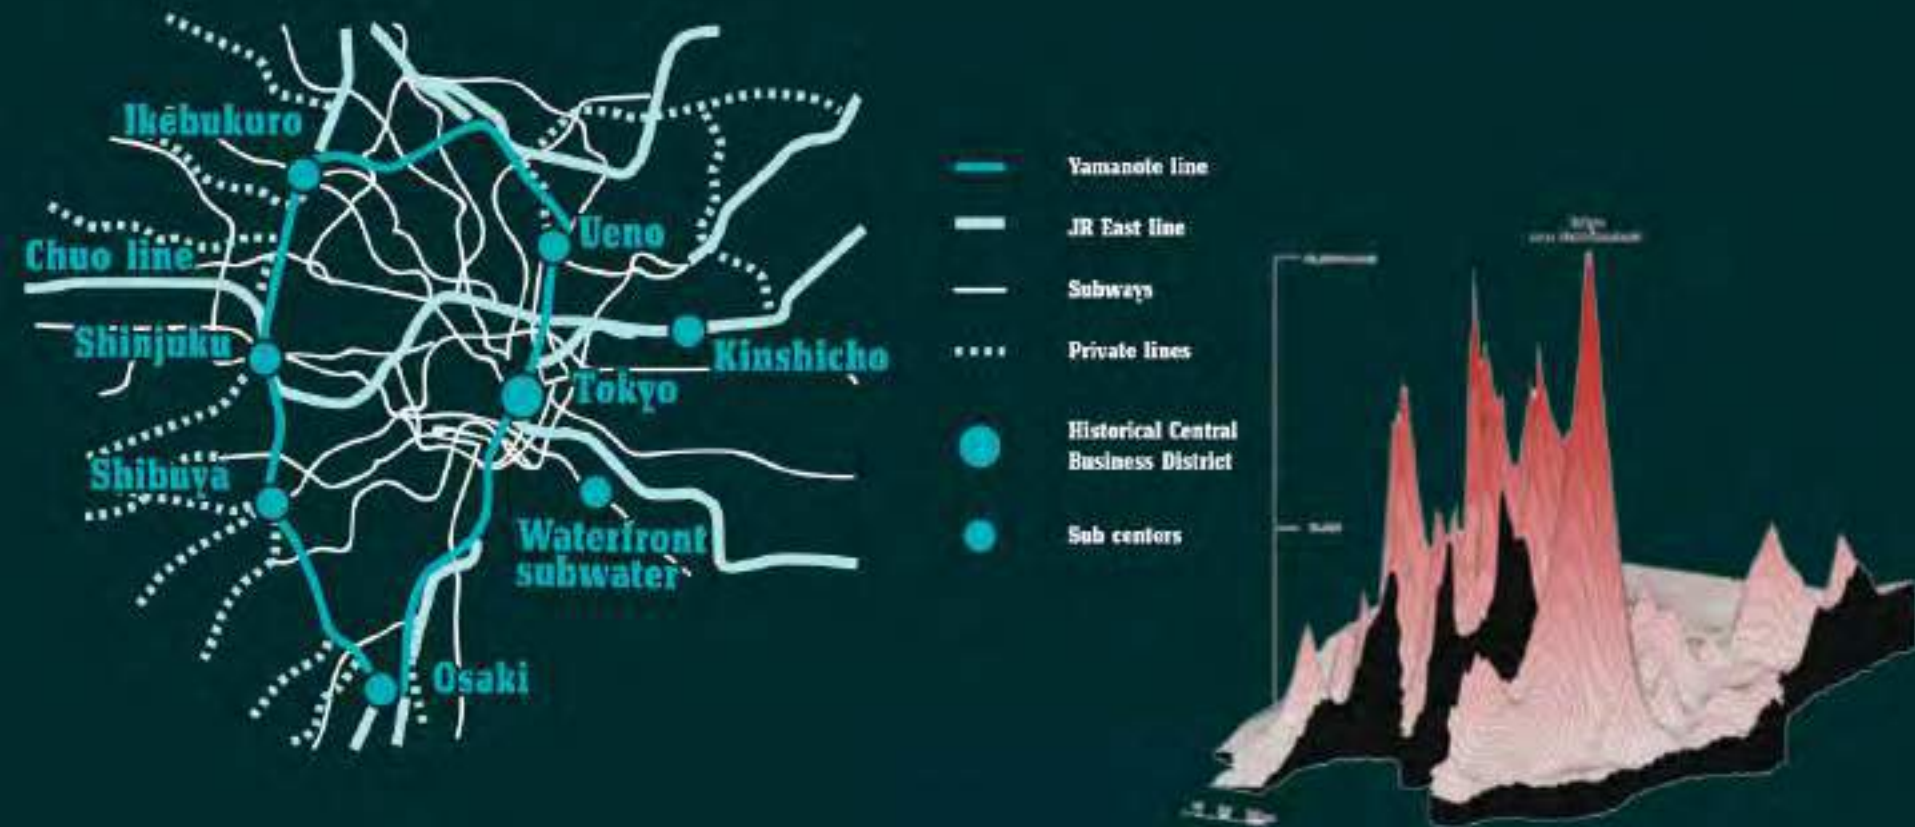 Ikebukuro
Ueno
Chuo line
Shinjuku
Kinshicho
Tokyo
Shibuya
Waterfront
subwater
Osaki
Yamanote line
JR East line
Subways
Private lines
Historical Central
Business District
Sub centers